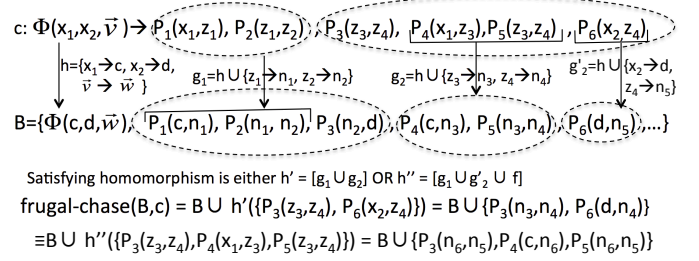 c: Φ(x₁,x₂,v⃗)→P₁(x₁,z₁), P₂(z₁,z₂), P₃(z₃,z₄), P₄(x₁,z₃),P₅(z₃,z₄), P₆(x₂,z₄)
h={x₁→c, x₂→d, v⃗ → w⃗ }
g₁=h∪{z₁→n₁, z₂→n₂}
g₂=h∪{z₃→n₃, z₄→n₄}
g'₂=h∪{x₂→d, z₄→n₅}
B={Φ(c,d,w⃗), P₁(c,n₁), P₂(n₁, n₂), P₃(n₂,d), P₄(c,n₃), P₅(n₃,n₄), P₆(d,n₅),...}
Satisfying homomorphism is either h' = [g₁∪g₂] OR h'' = [g₁∪g'₂ ∪ f]
frugal-chase(B,c) = B∪ h'({P₃(z₃,z₄), P₆(x₂,z₄)}) = B∪{P₃(n₃,n₄), P₆(d,n₄)}
≡B∪ h''({P₃(z₃,z₄),P₄(x₁,z₃),P₅(z₃,z₄)}) = B∪{P₃(n₆,n₅),P₄(c,n₆),P₅(n₆,n₅)}